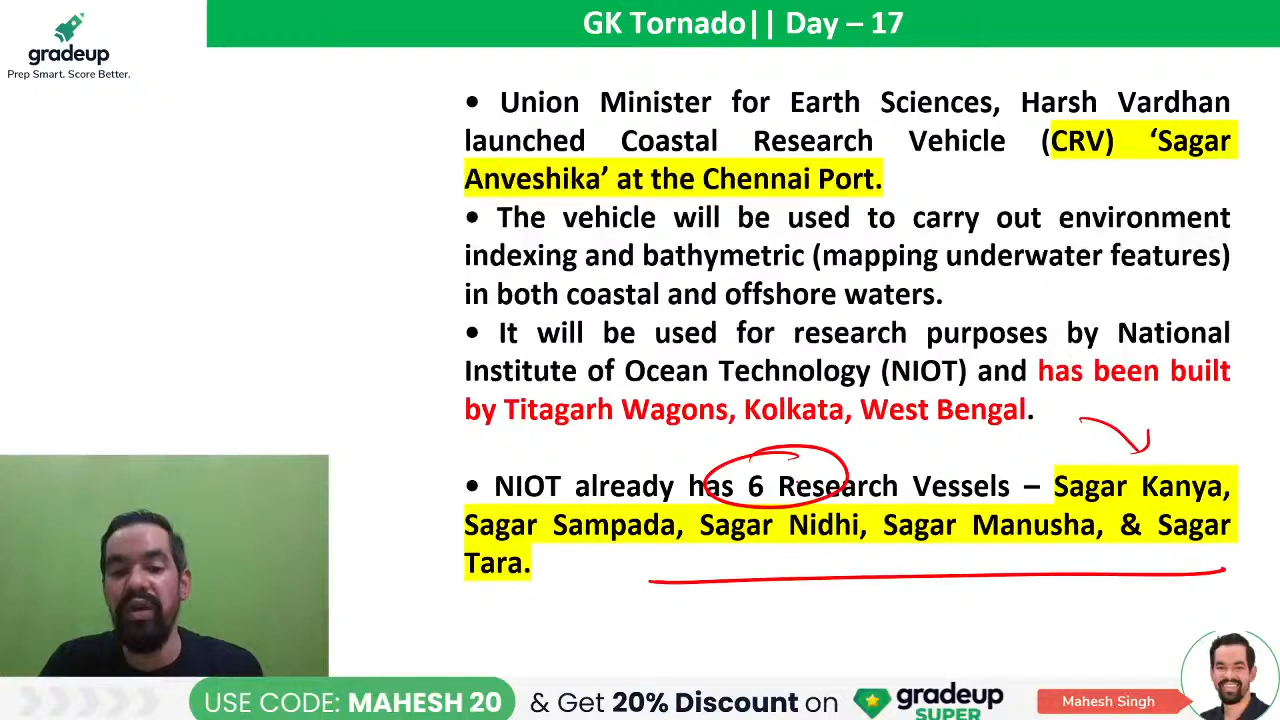 GK Tornado|| Day – 17
gradeup
Prep Smart. Score Better.
• Union Minister for Earth Sciences, Harsh Vardhan
launched Coastal Research Vehicle (CRV) ‘Sagar
Anveshika’ at the Chennai Port.
• The vehicle will be used to carry out environment
indexing and bathymetric (mapping underwater features)
in both coastal and offshore waters.
• It will be used for research purposes by National
Institute of Ocean Technology (NIOT) and has been built
by Titagarh Wagons, Kolkata, West Bengal.
• NIOT already has 6 Research Vessels – Sagar Kanya,
Sagar Sampada, Sagar Nidhi, Sagar Manusha, & Sagar
Tara.
USE CODE: MAHESH 20 & Get 20% Discount on
gradeup
SUPER
Mahesh Singh